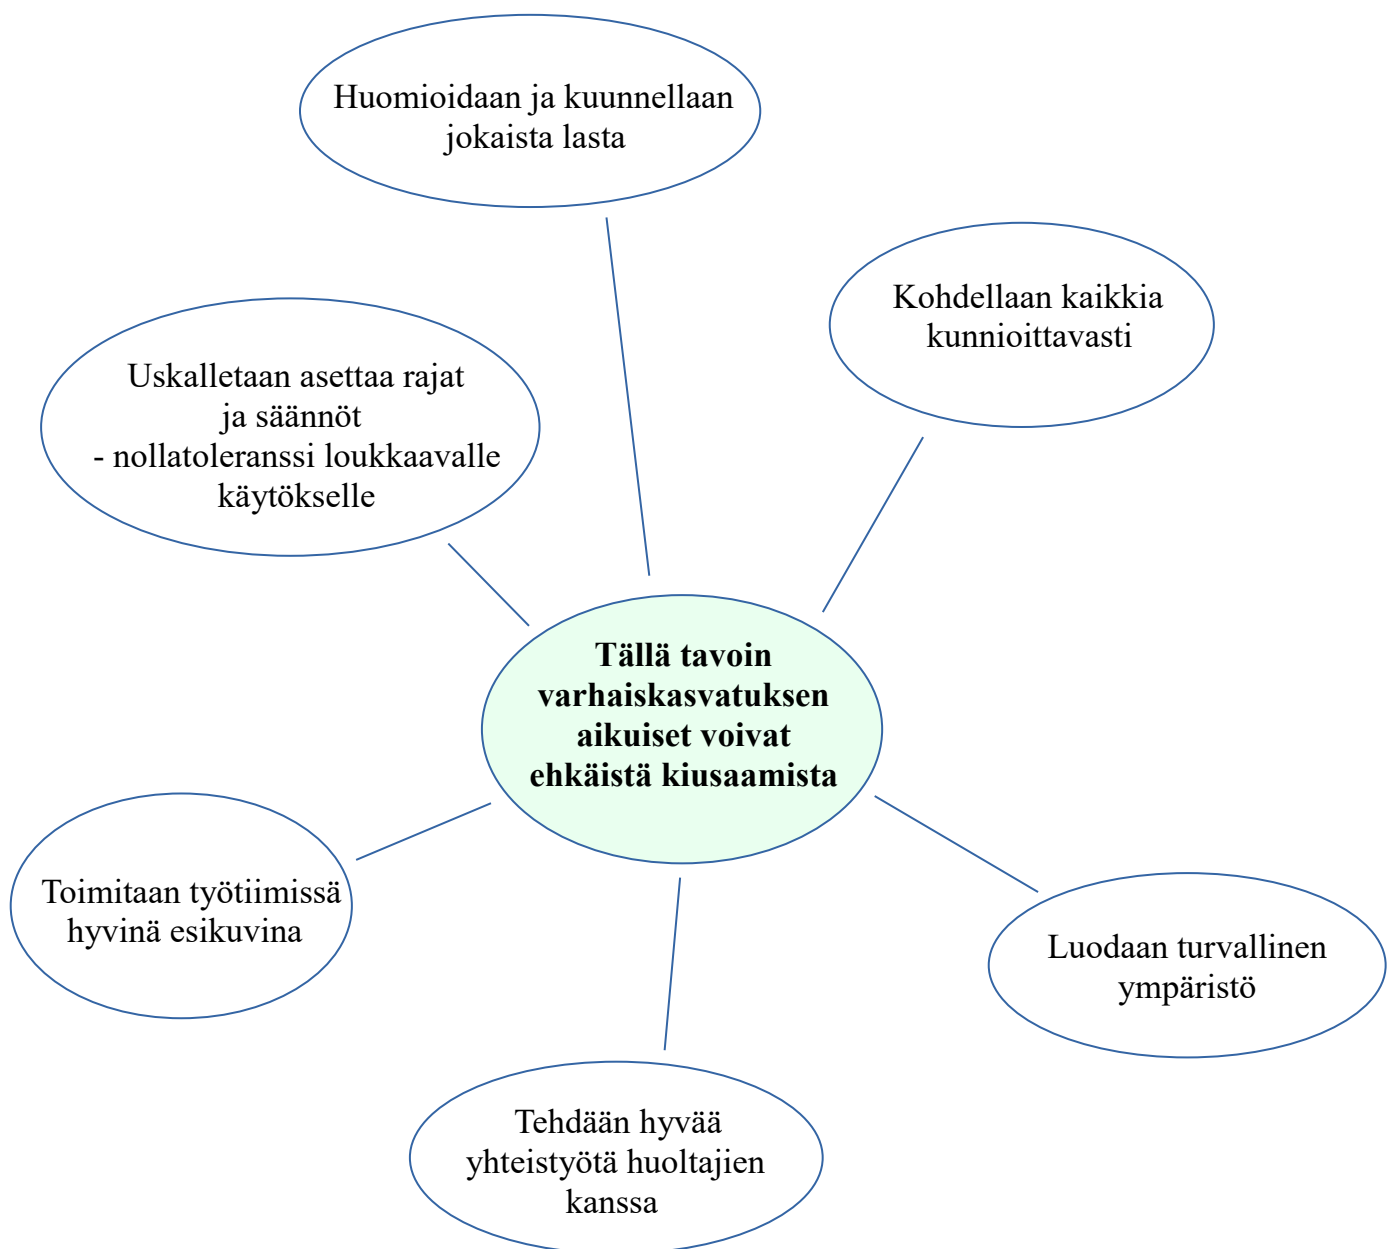 Huomioidaan ja kuunnellaan
jokaista lasta
Kohdellaan kaikkia
kunnioittavasti
Uskalletaan asettaa rajat
ja säännöt
- nollatoleranssi loukkaavalle
käytökselle
Tällä tavoin
varhaiskasvatuksen
aikuiset voivat
ehkäistä kiusaamista
Toimitaan työtiimissä
hyvinä esikuvina
Luodaan turvallinen
ympäristö
Tehdään hyvää
yhteistyötä huoltajien
kanssa